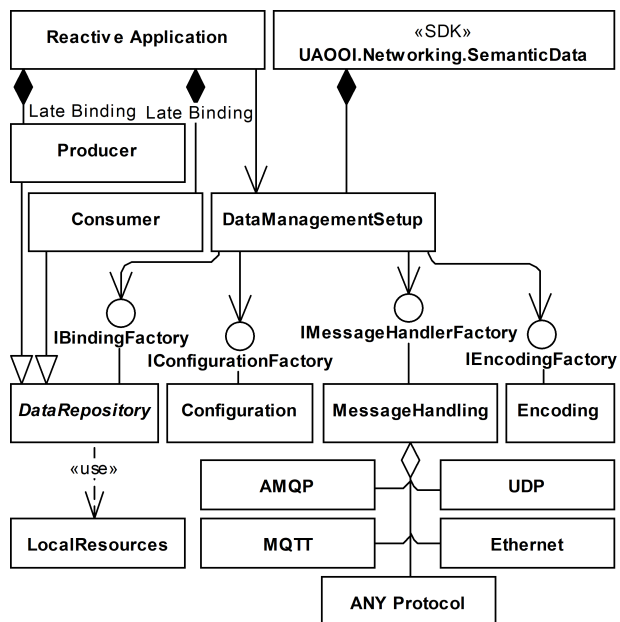 Reactive Application
«SDK»
UAOOI.Networking.SemanticData
Late Binding
Late Binding
Producer
Consumer
DataManagementSetup
IBindingFactory
IConfigurationFactory
IMessageHandlerFactory
IEncodingFactory
DataRepository
Configuration
MessageHandling
Encoding
«use»
AMQP
UDP
LocalResources
MQTT
Ethernet
ANY Protocol